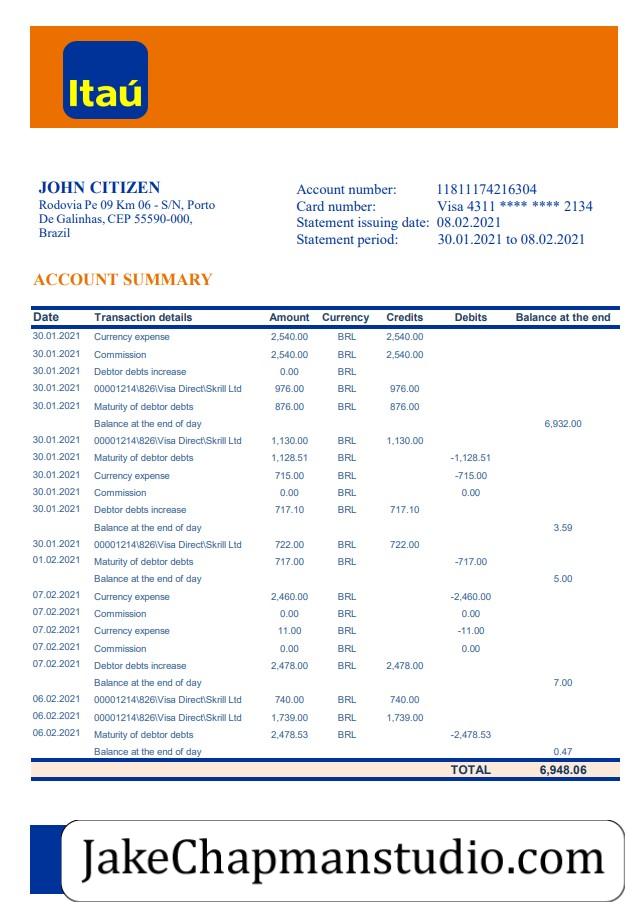 Itaú
JOHN CITIZEN
Rodovia Pe 09 Km 06 - S/N, Porto
De Galinhas, CEP 55590-000,
Brazil
Account number: 11811174216304
Card number: Visa 4311 **** **** 2134
Statement issuing date: 08.02.2021
Statement period: 30.01.2021 to 08.02.2021
ACCOUNT SUMMARY
Date Transaction details Amount Currency Credits Debits Balance at the end
30.01.2021 Currency expense 2,540.00 BRL 2,540.00
30.01.2021 Commission 2,540.00 BRL 2,540.00
30.01.2021 Debtor debts increase 0.00 BRL
30.01.2021 00001214\826\Visa Direct\Skrill Ltd 976.00 BRL 976.00
30.01.2021 Maturity of debtor debts 876.00 BRL 876.00
Balance at the end of day 6,932.00
30.01.2021 00001214\826\Visa Direct\Skrill Ltd 1,130.00 BRL 1,130.00
30.01.2021 Maturity of debtor debts 1,128.51 BRL -1,128.51
30.01.2021 Currency expense 715.00 BRL -715.00
30.01.2021 Commission 0.00 BRL 0.00
30.01.2021 Debtor debts increase 717.10 BRL 717.10
Balance at the end of day 3.59
30.01.2021 00001214\826\Visa Direct\Skrill Ltd 722.00 BRL 722.00
01.02.2021 Maturity of debtor debts 717.00 BRL -717.00
Balance at the end of day 5.00
07.02.2021 Currency expense 2,460.00 BRL -2,460.00
07.02.2021 Commission 0.00 BRL 0.00
07.02.2021 Currency expense 11.00 BRL -11.00
07.02.2021 Commission 0.00 BRL 0.00
07.02.2021 Debtor debts increase 2,478.00 BRL 2,478.00
Balance at the end of day 7.00
06.02.2021 00001214\826\Visa Direct\Skrill Ltd 740.00 BRL 740.00
06.02.2021 00001214\826\Visa Direct\Skrill Ltd 1,739.00 BRL 1,739.00
06.02.2021 Maturity of debtor debts 2,478.53 BRL -2,478.53
Balance at the end of day 0.47
TOTAL 6,948.06
JakeChapmanstudio.com